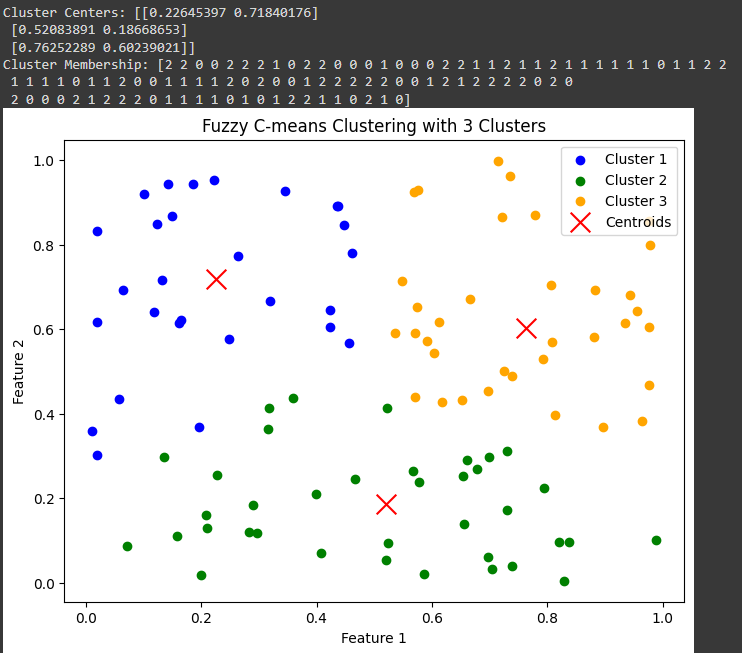 Cluster Centers: [[0.22645397 0.71840176]
[0.52083891 0.18668653]
[0.76252289 0.60239021]]
Cluster Membership: [2 2 0 0 2 2 2 1 0 2 2 0 0 0 1 0 0 0 2 2 1 1 2 1 1 2 1 1 1 1 1 1 0 1 1 2 2
1 1 1 1 0 1 1 2 0 0 1 1 1 1 2 0 2 0 0 1 2 2 2 2 2 0 0 1 2 1 2 2 2 2 0 2 0
2 0 0 0 2 1 2 2 2 0 1 1 1 1 0 1 0 1 2 2 1 1 0 2 1 0]
Fuzzy C-means Clustering with 3 Clusters
Cluster 1
Cluster 2
Cluster 3
Centroids
Feature 2
1.0
0.8
0.6
0.4
0.2
0.0
0.0 0.2 0.4 0.6 0.8 1.0
Feature 1